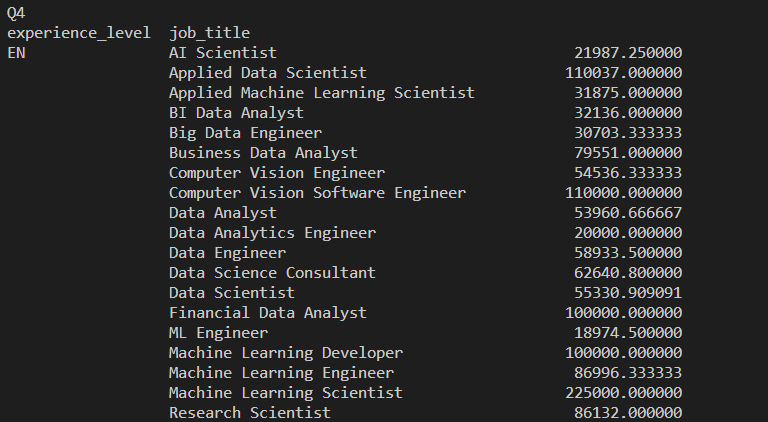 Q4
experience_level  job_title
EN                AI Scientist                               21987.250000
                  Applied Data Scientist                    110037.000000
                  Applied Machine Learning Scientist         31875.000000
                  BI Data Analyst                            32136.000000
                  Big Data Engineer                          30703.333333
                  Business Data Analyst                      79551.000000
                  Computer Vision Engineer                   54536.333333
                  Computer Vision Software Engineer         110000.000000
                  Data Analyst                               53960.666667
                  Data Analytics Engineer                    20000.000000
                  Data Engineer                              58933.500000
                  Data Science Consultant                    62640.800000
                  Data Scientist                             55330.909091
                  Financial Data Analyst                    100000.000000
                  ML Engineer                                18974.500000
                  Machine Learning Developer                100000.000000
                  Machine Learning Engineer                  86996.333333
                  Machine Learning Scientist                225000.000000
                  Research Scientist                         86132.000000